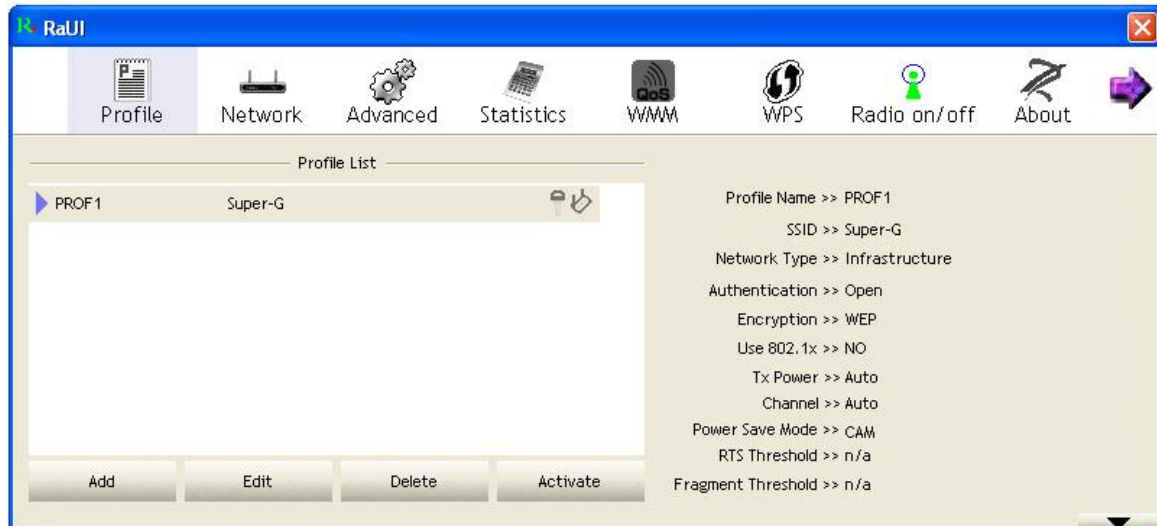 RaUI
Profile Network Advanced Statistics QoS WMM WPS Radio on/off About
Profile List
PROF1 Super-G
Add Edit Delete Activate
Profile Name >> PROF1
SSID >> Super-G
Network Type >> Infrastructure
Authentication >> Open
Encryption >> WEP
Use 802.1x >> NO
Tx Power >> Auto
Channel >> Auto
Power Save Mode >> CAM
RTS Threshold >> n/a
Fragment Threshold >> n/a